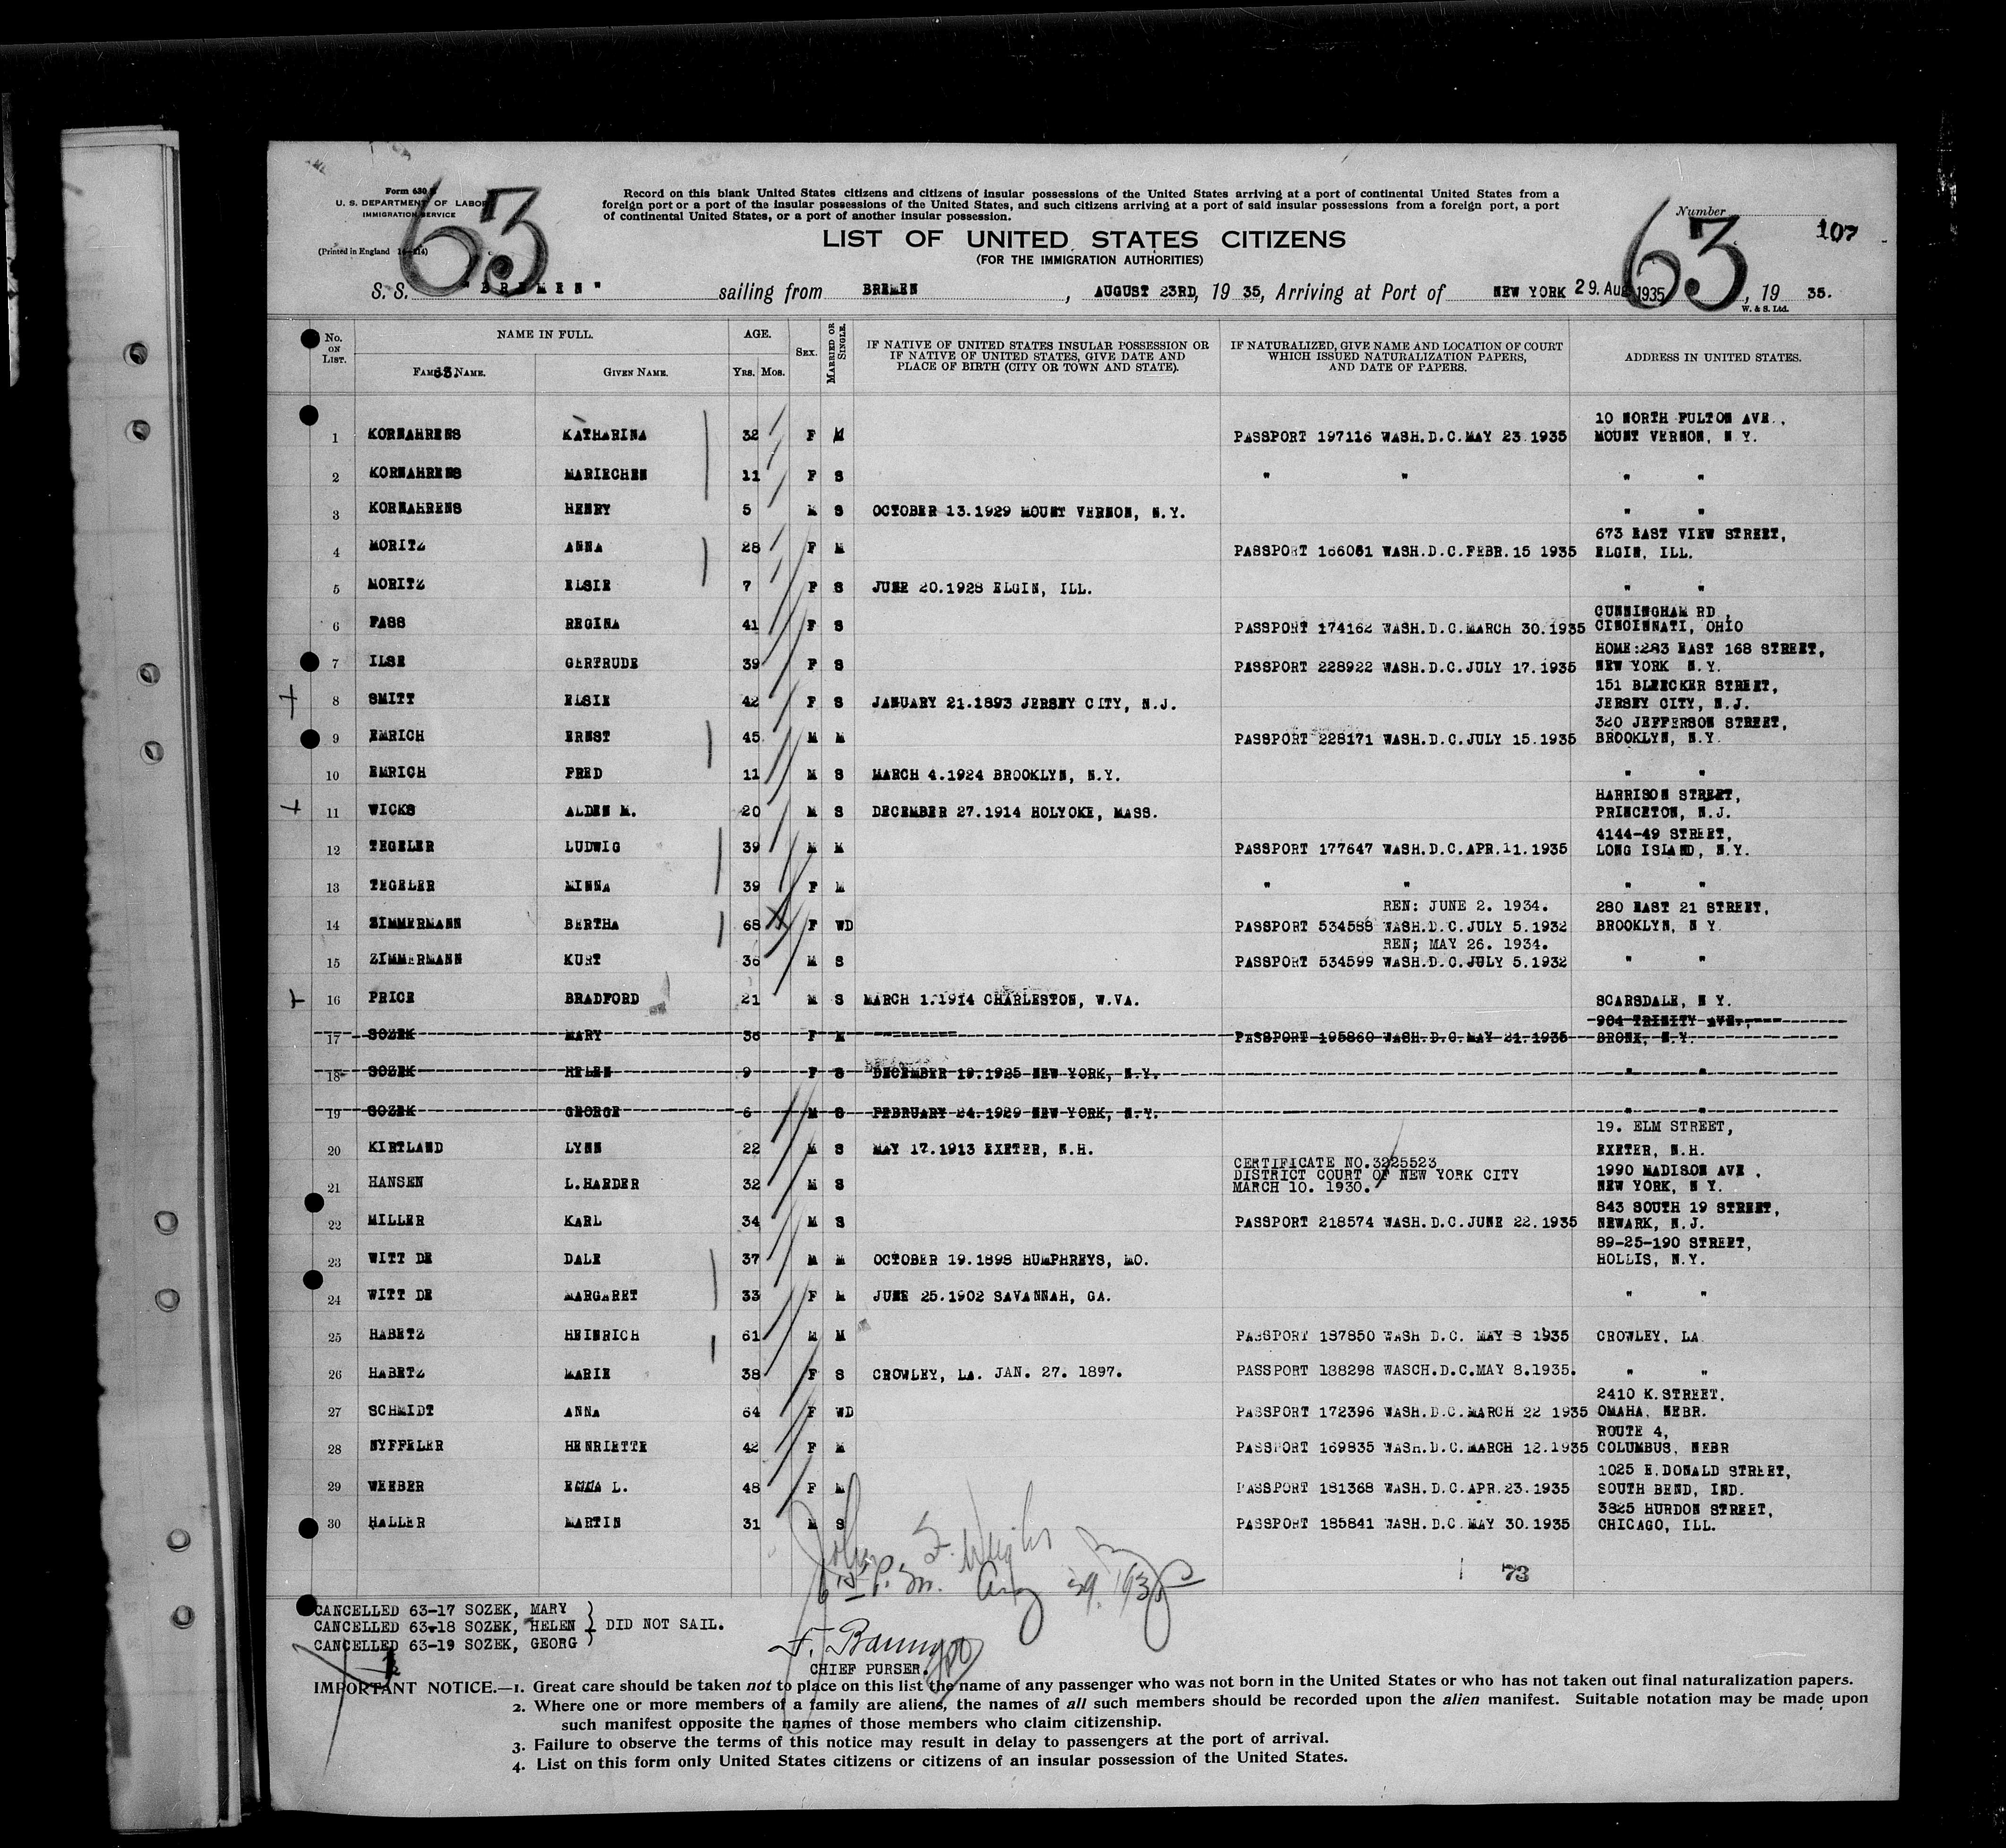 Form 630
U. S. DEPARTMENT OF LABOR
IMMIGRATION SERVICE
(Printed in England
63
Record on this blank United States citizens and citizens of insular possessions of the United States arriving at a port of continental United States from a
foreign port or a port of the insular possessions of the United States, and such citizens arriving at a port of said insular possessions from a foreign port, a port
of continental United States, or a port of another insular possession.
Number
63
107
LIST OF UNITED STATES CITIZENS
(FOR THE IMMIGRATION AUTHORITIES)
S. S. "BREMEN" sailing from BREMEN, AUGUST 23RD, 19 35, Arriving at Port of NEW YORK 29. Aug 1935, 19 35.
W. & S. Ltd.
No. ON LIST. NAME IN FULL. AGE. SEX. MARRIED OR SINGLE. IF NATIVE OF UNITED STATES INSULAR POSSESSION OR IF NATIVE OF UNITED STATES, GIVE DATE AND PLACE OF BIRTH (CITY OR TOWN AND STATE). IF NATURALIZED, GIVE NAME AND LOCATION OF COURT WHICH ISSUED NATURALIZATION PAPERS, AND DATE OF PAPERS. ADDRESS IN UNITED STATES.
FAMILY NAME. 63. GIVEN NAME. YRS. MOS.
10 NORTH FULTON AVE.,
1 KORNAHRENS KATHARINA 32 F M PASSPORT 197116 WASH.D.C.MAY 23.1935 MOUNT VERNON, N.Y.
2 KORNAHRENS MARIECHEN 11 F S " " " "
3 KORNAHRENS HENRY 5 M S OCTOBER 13.1929 MOUNT VERNON, N.Y. " "
673 EAST VIEW STREET,
4 MORITZ ANNA 28 F M PASSPORT 166061 WASH.D.C.FEBR.15 1935 ELGIN, ILL.
5 MORITZ ELSIE 7 F S JUNE 20.1928 ELGIN, ILL. " "
CUNNINGHAM RD,
6 FASS REGINA 41 F S PASSPORT 174162 WASH.D.C.MARCH 30.1935 CINCINNATI, OHIO
HOME:283 EAST 168 STREET,
7 ILSE GERTRUDE 39 F S PASSPORT 228922 WASH.D.C.JULY 17.1935 NEW YORK N.Y.
151 BLEECKER STREET,
8 SMITT ELSIE 42 F S JANUARY 21.1893 JERSEY CITY, N.J. JERSEY CITY, N.J.
320 JEFFERSON STREET,
9 EMRICH ERNST 45 M M PASSPORT 228171 WASH.D.C.JULY 15.1935 BROOKLYN, N.Y.
10 EMRICH FRED 11 M S MARCH 4.1924 BROOKLYN, N.Y. " "
HARRISON STREET,
11 WICKS ALDEN M. 20 M S DECEMBER 27.1914 HOLYOKE, MASS. PRINCETON, N.J.
4144-49 STREET,
12 TEGELER LUDWIG 39 M M PASSPORT 177647 WASH.D.C.APR.11.1935 LONG ISLAND, N.Y.
13 TEGELER MINNA 39 F M " " " "
REN: JUNE 2. 1934. 280 EAST 21 STREET,
14 ZIMMERMANN BERTHA 68 F WD PASSPORT 534588 WASH.D.C.JULY 5.1932 BROOKLYN, N Y.
REN; MAY 26. 1934.
15 ZIMMERMANN KURT 36 M S PASSPORT 534599 WASH.D.C.JULY 5.1932 " "
16 PRICE BRADFORD 21 M S MARCH 1.1914 CHARLESTON, W.VA. SCARSDALE, N Y.
904 TRINITY AVE.,
17 SOZEK MARY 36 F M PASSPORT 195860 WASH.D.C.MAY 21.1935 BRONX, N.Y.
18 SOZEK HELEN 9 F S DECEMBER 19.1925 NEW YORK, N.Y. " "
19 SOZEK GEORGE 6 M S FEBRUARY 24.1929 NEW YORK, N.Y. " "
19. ELM STREET,
20 KIRTLAND LYNN 22 M S MAY 17.1913 EXETER, N.H. EXETER, N.H.
CERTIFICATE NO.3225523
DISTRICT COURT OF NEW YORK CITY 1990 MADISON AVE .
21 HANSEN L.HARDER 32 M S MARCH 10. 1930. NEW YORK, N Y.
843 SOUTH 19 STREET,
22 MILLER KARL 34 M S PASSPORT 218574 WASH.D.C.JUNE 22.1935 NEWARK, N.J.
89-25-190 STREET,
23 WITT DE DALE 37 M M OCTOBER 19.1898 HUMPHREYS, MO. HOLLIS, N.Y.
24 WITT DE MARGARET 33 F M JUNE 25.1902 SAVANNAH, GA. " "
25 HABETZ HEINRICH 61 M M PASSPORT 187850 WASH D.C. MAY 8 1935 CROWLEY, LA.
26 HABETZ MARIE 38 F S CROWLEY, LA. JAN. 27. 1897. PASSPORT 188298 WASCH.D.C.MAY 8.1935. " "
2410 K.STREET,
27 SCHMIDT ANNA 64 F WD PASSPORT 172396 WASH.D.C.MARCH 22 1935 OMAHA, NEBR.
ROUTE 4,
28 NYFFELER HENRIETTE 42 F M PASSPORT 169835 WASH.D.C.MARCH 12.1935 COLUMBUS, NEBR
1025 E.DONALD STREET,
29 WEEBER EMMA L. 48 F M PASSPORT 181368 WASH.D.C.APR.23.1935 SOUTH BEND, IND.
3825 HURDON STREET,
30 HALLER MARTIN 31 M S PASSPORT 185841 WASH.D.C.MAY 30.1935 CHICAGO, ILL.
John F.
P.M. Aug 29. 1935
73
CANCELLED 63-17 SOZEK, MARY
CANCELLED 63-18 SOZEK, HELEN } DID NOT SAIL.
CANCELLED 63-19 SOZEK, GEORG
CHIEF PURSER.
IMPORTANT NOTICE.—1. Great care should be taken not to place on this list the name of any passenger who was not born in the United States or who has not taken out final naturalization papers.
2. Where one or more members of a family are aliens, the names of all such members should be recorded upon the alien manifest. Suitable notation may be made upon
such manifest opposite the names of those members who claim citizenship.
3. Failure to observe the terms of this notice may result in delay to passengers at the port of arrival.
4. List on this form only United States citizens or citizens of an insular possession of the United States.